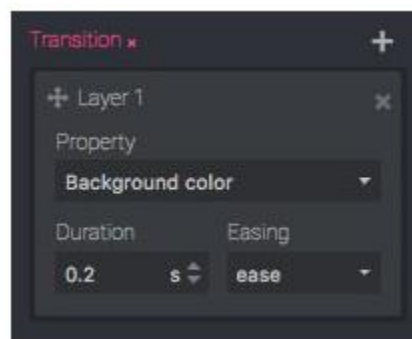 Transition ×
Layer 1
Property
Background color
Duration Easing
0.2 s ease